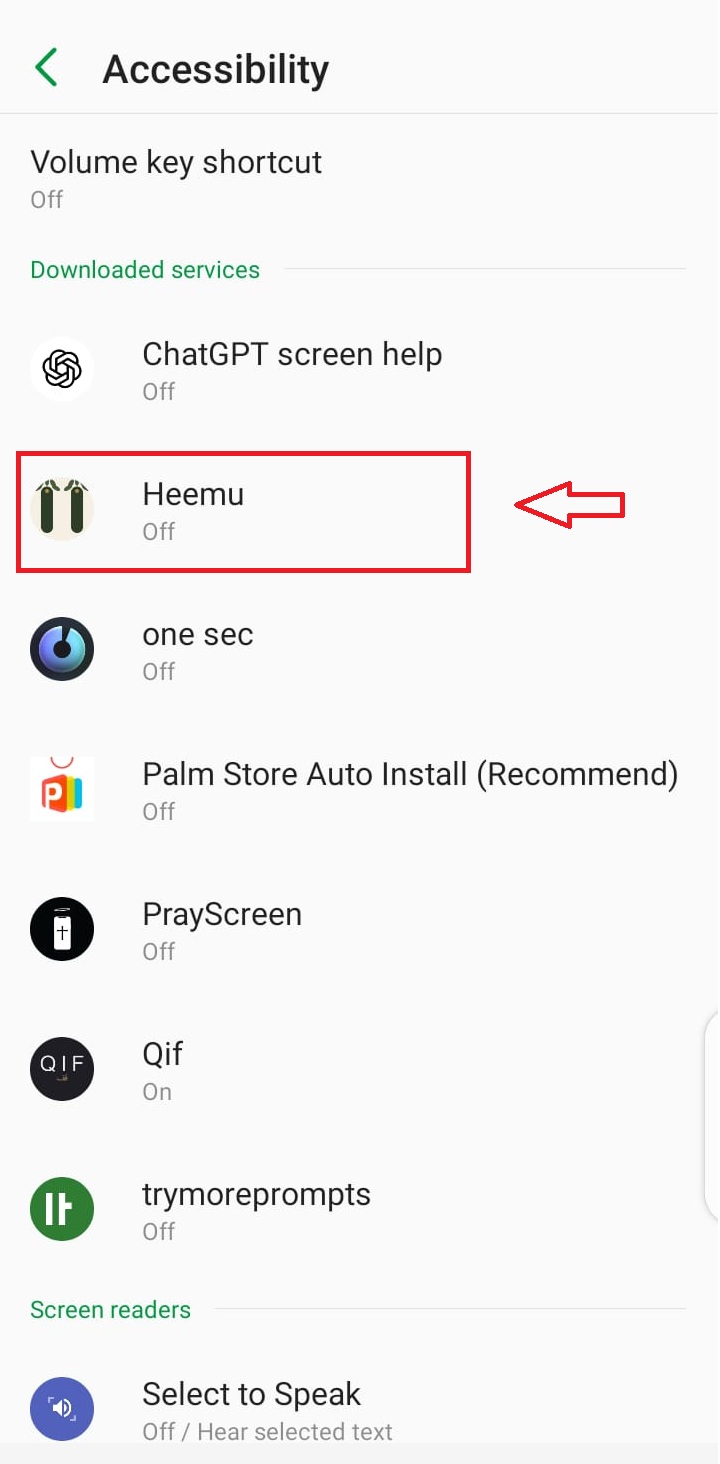 Accessibility
Volume key shortcut
Off
Downloaded services
ChatGPT screen help
Off
Heemu
Off
one sec
Off
Palm Store Auto Install (Recommend)
Off
PrayScreen
Off
QIF
Qif
On
trymoreprompts
Off
Screen readers
Select to Speak
Off / Hear selected text